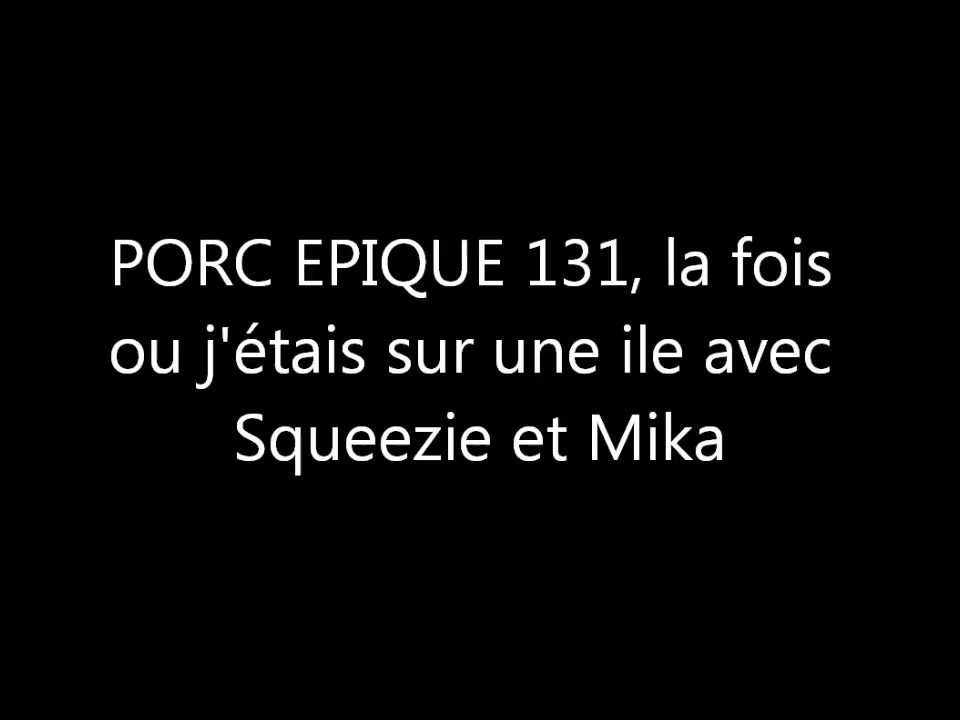 PORC EPIQUE 131, la fois
ou j'étais sur une ile avec
Squeezie et Mika